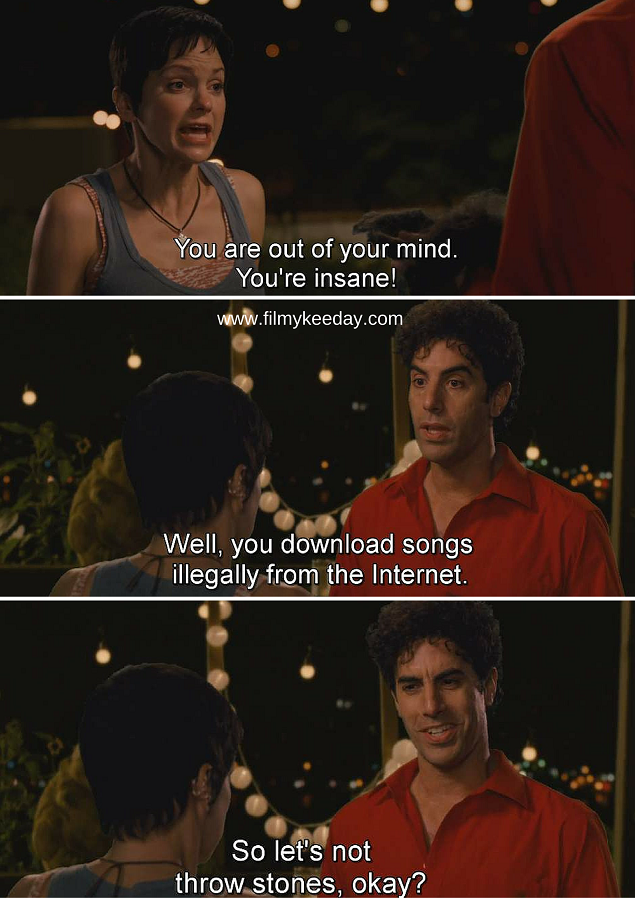 You are out of your mind.
You're insane!
www.filmykeeday.com
Well, you download songs
illegally from the Internet.
So let's not
throw stones, okay?